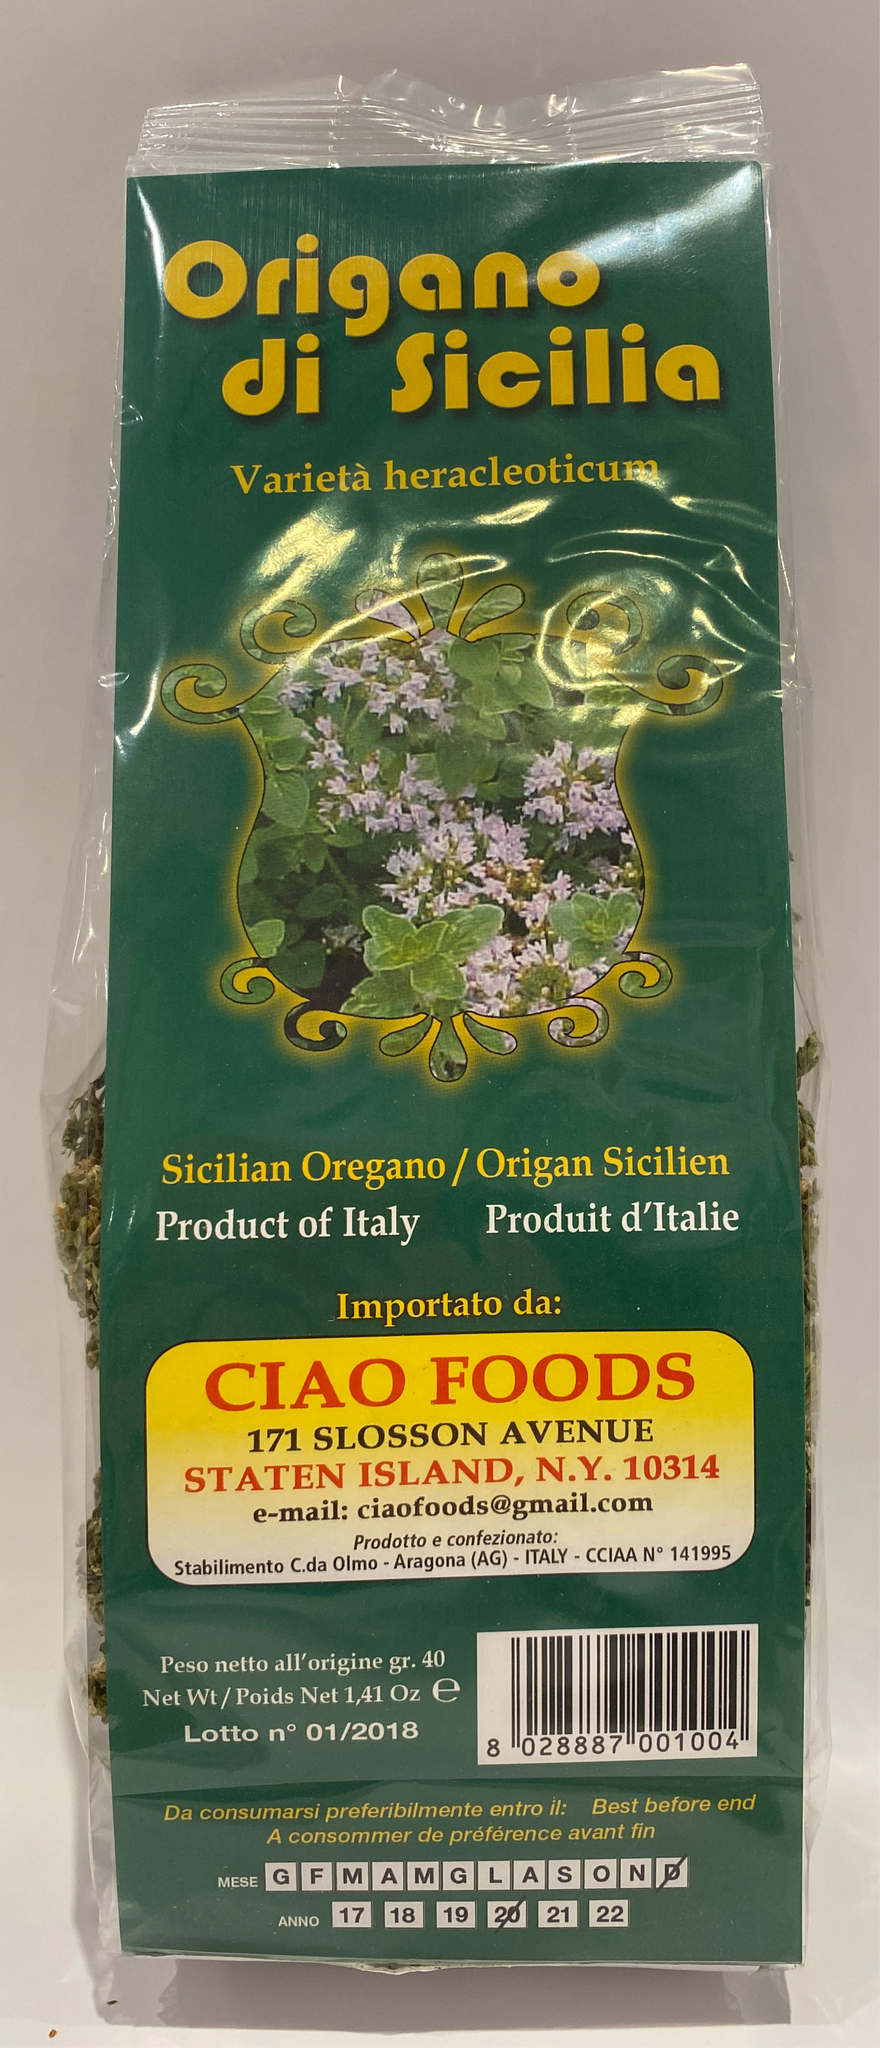 Origano
di Sicilia
Varietà heracleoticum
Sicilian Oregano / Origan Sicilien
Product of Italy Produit d'Italie
Importato da:
CIAO FOODS
171 SLOSSON AVENUE
STATEN ISLAND, N.Y. 10314
e-mail: ciaofoods@gmail.com
Prodotto e confezionato:
Stabilimento C.da Olmo - Aragona (AG) - ITALY - CCIAA N° 141995
Peso netto all'origine gr. 40
Net Wt / Poids Net 1,41 Oz ℮
Lotto n° 01/2018
8 028887 001004
Da consumarsi preferibilmente entro il: Best before end
A consommer de préférence avant fin
MESE G F M A M G L A S O N D
ANNO 17 18 19 20 21 22